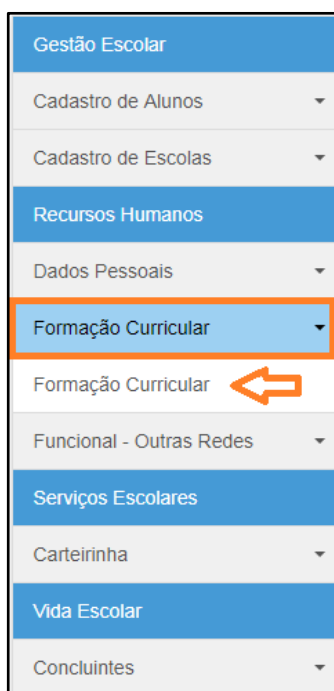 Gestão Escolar
Cadastro de Alunos
Cadastro de Escolas
Recursos Humanos
Dados Pessoais
Formação Curricular
Formação Curricular
Funcional - Outras Redes
Serviços Escolares
Carteirinha
Vida Escolar
Concluintes